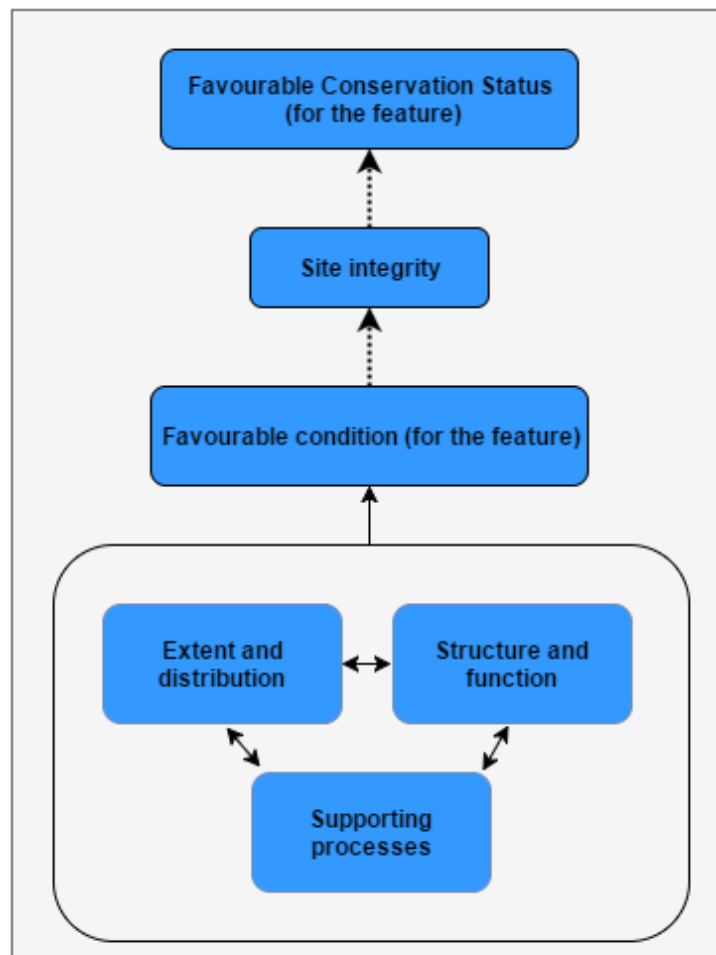 Favourable Conservation Status
(for the feature)
Site integrity
Favourable condition (for the feature)
Extent and
distribution
Structure and
function
Supporting
processes